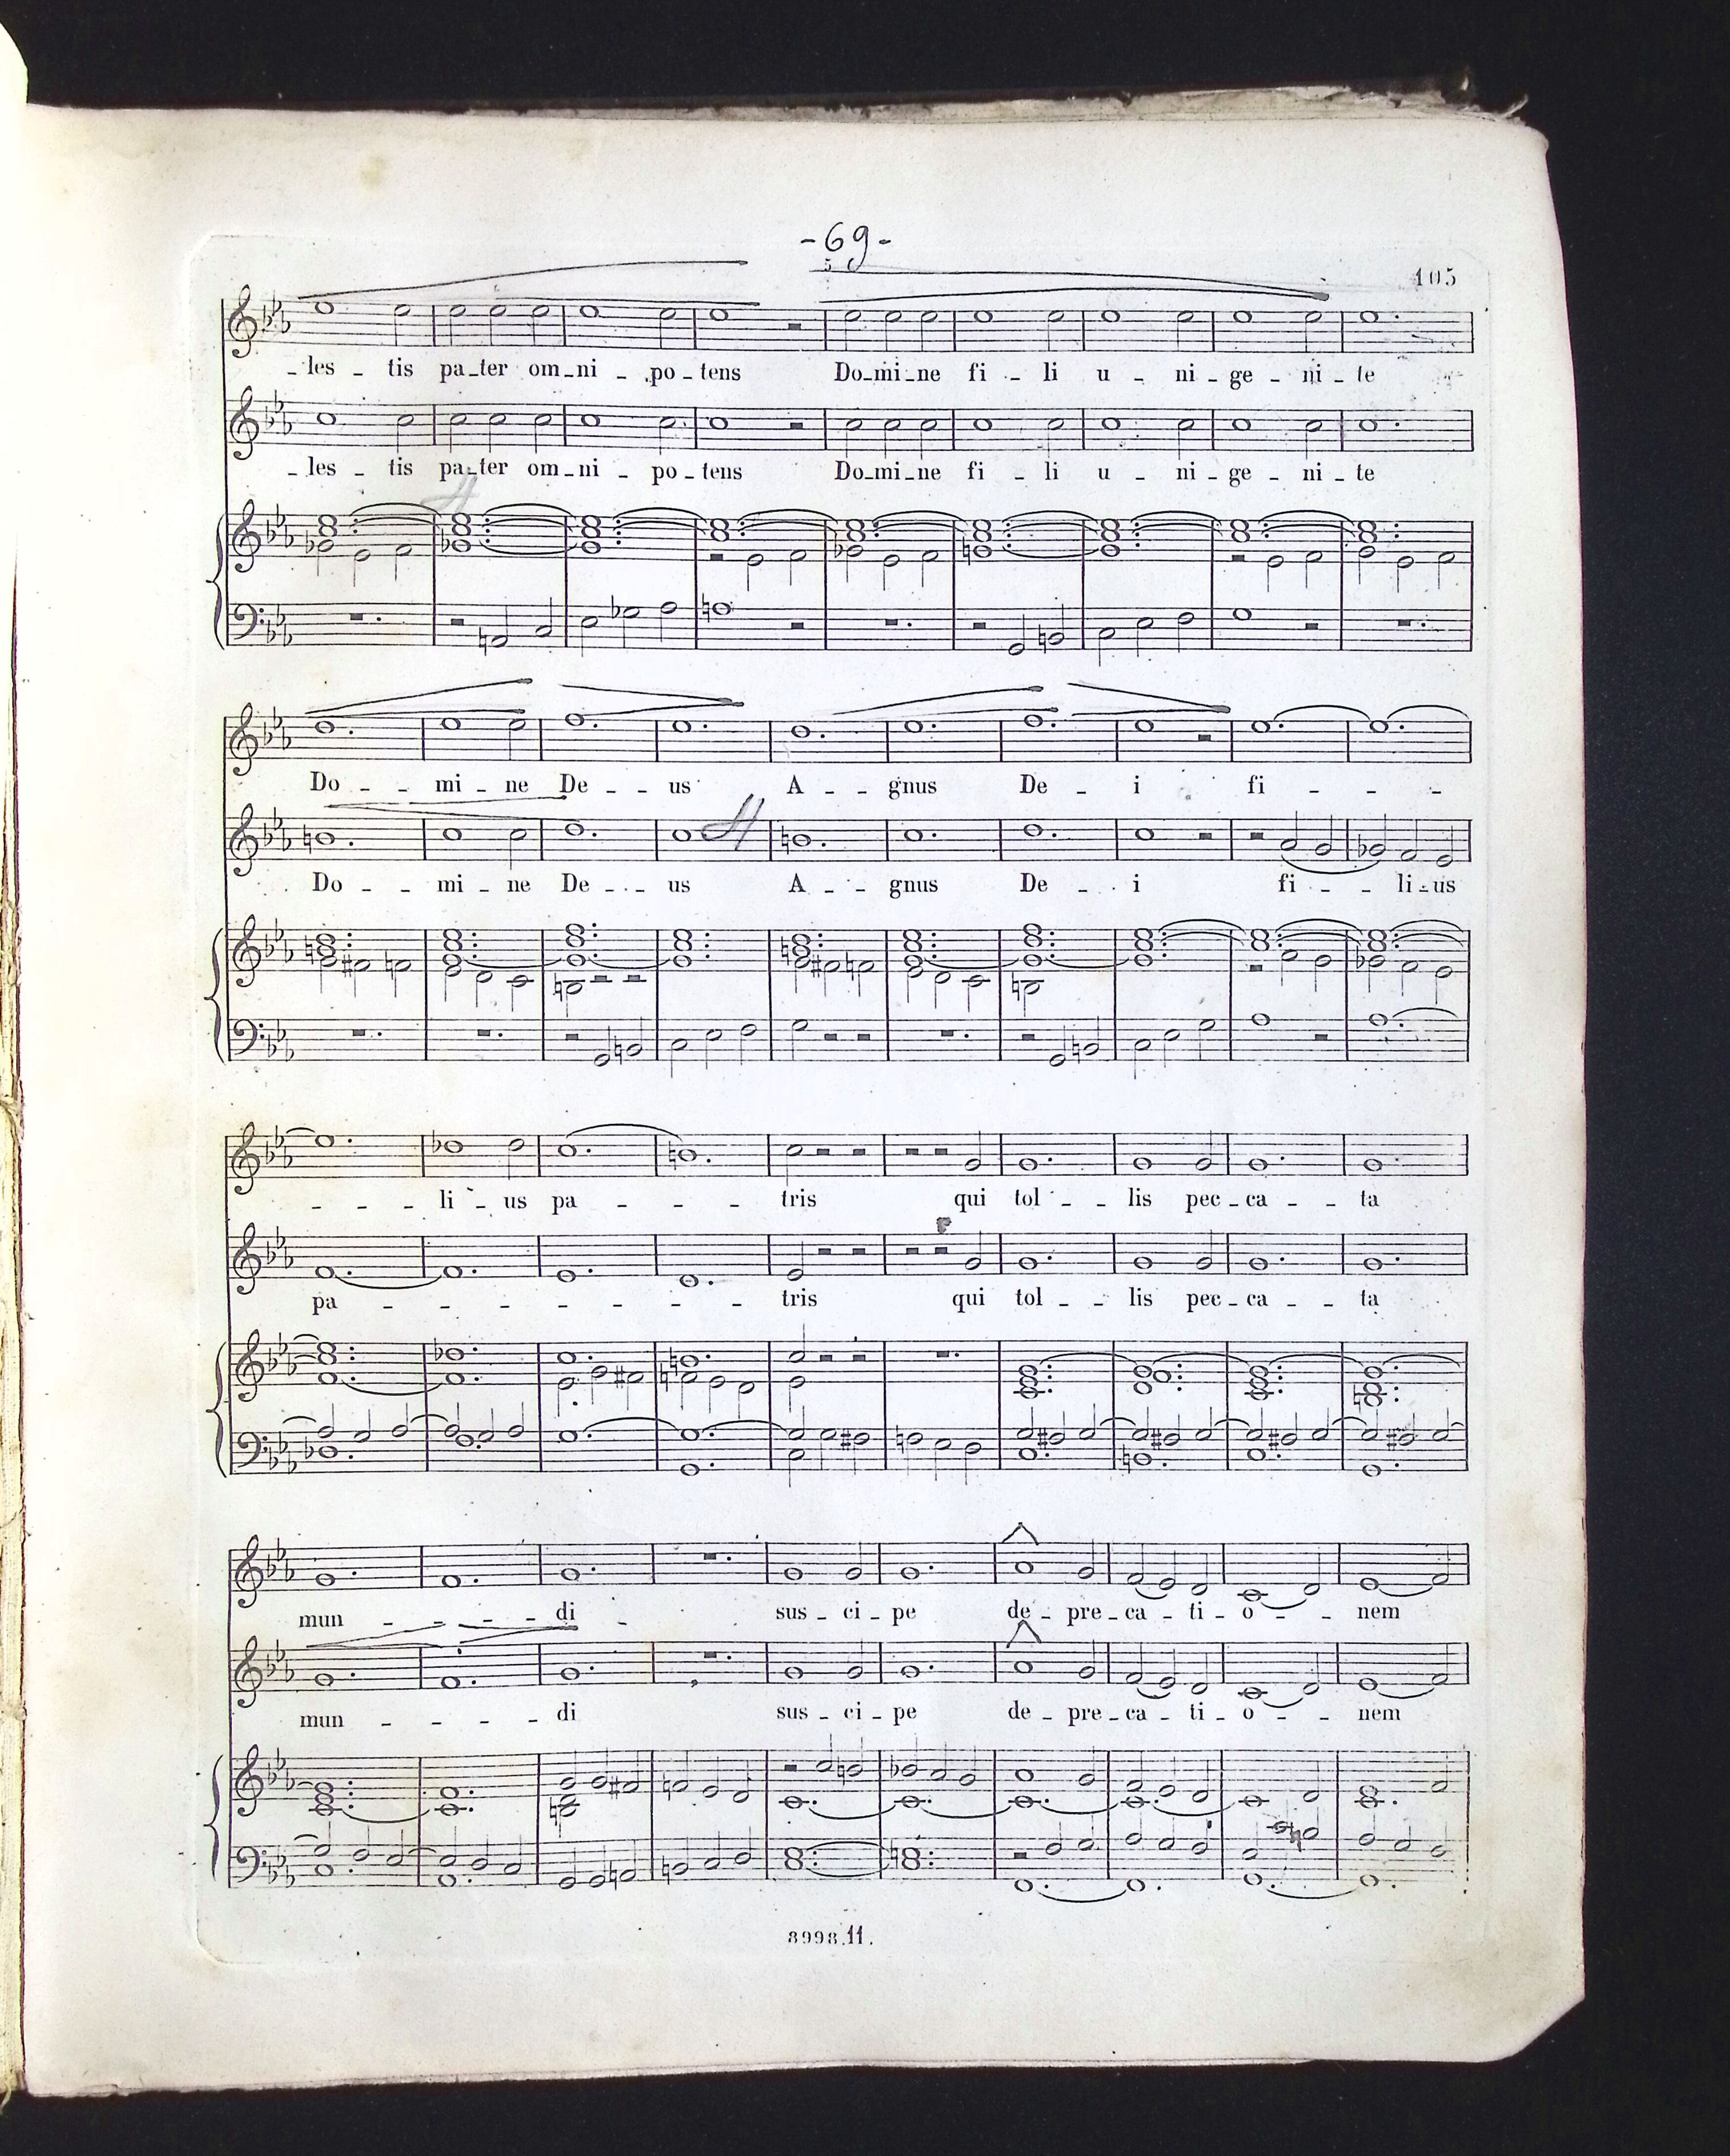 -69-
5
105
- les - tis pa-ter om-ni - po-tens Do-mi-ne fi - li u - ni-ge - ni-te
- les - tis pa-ter om-ni - po-tens Do-mi-ne fi - li u - ni-ge - ni-te
Do - - mi-ne De - - us A - - gnus De - i fi - - -
Do - - mi-ne De - - us A - - gnus De - i fi - - li-us
- - - li-us pa - - - tris qui tol - - lis pec-ca - - ta
pa - - - - - - - tris qui tol - - lis pec-ca - - ta
mun - - - - di sus-ci-pe de-pre-ca-ti-o - - nem
mun - - - - di sus-ci-pe de-pre-ca-ti-o - - nem
8998.11.